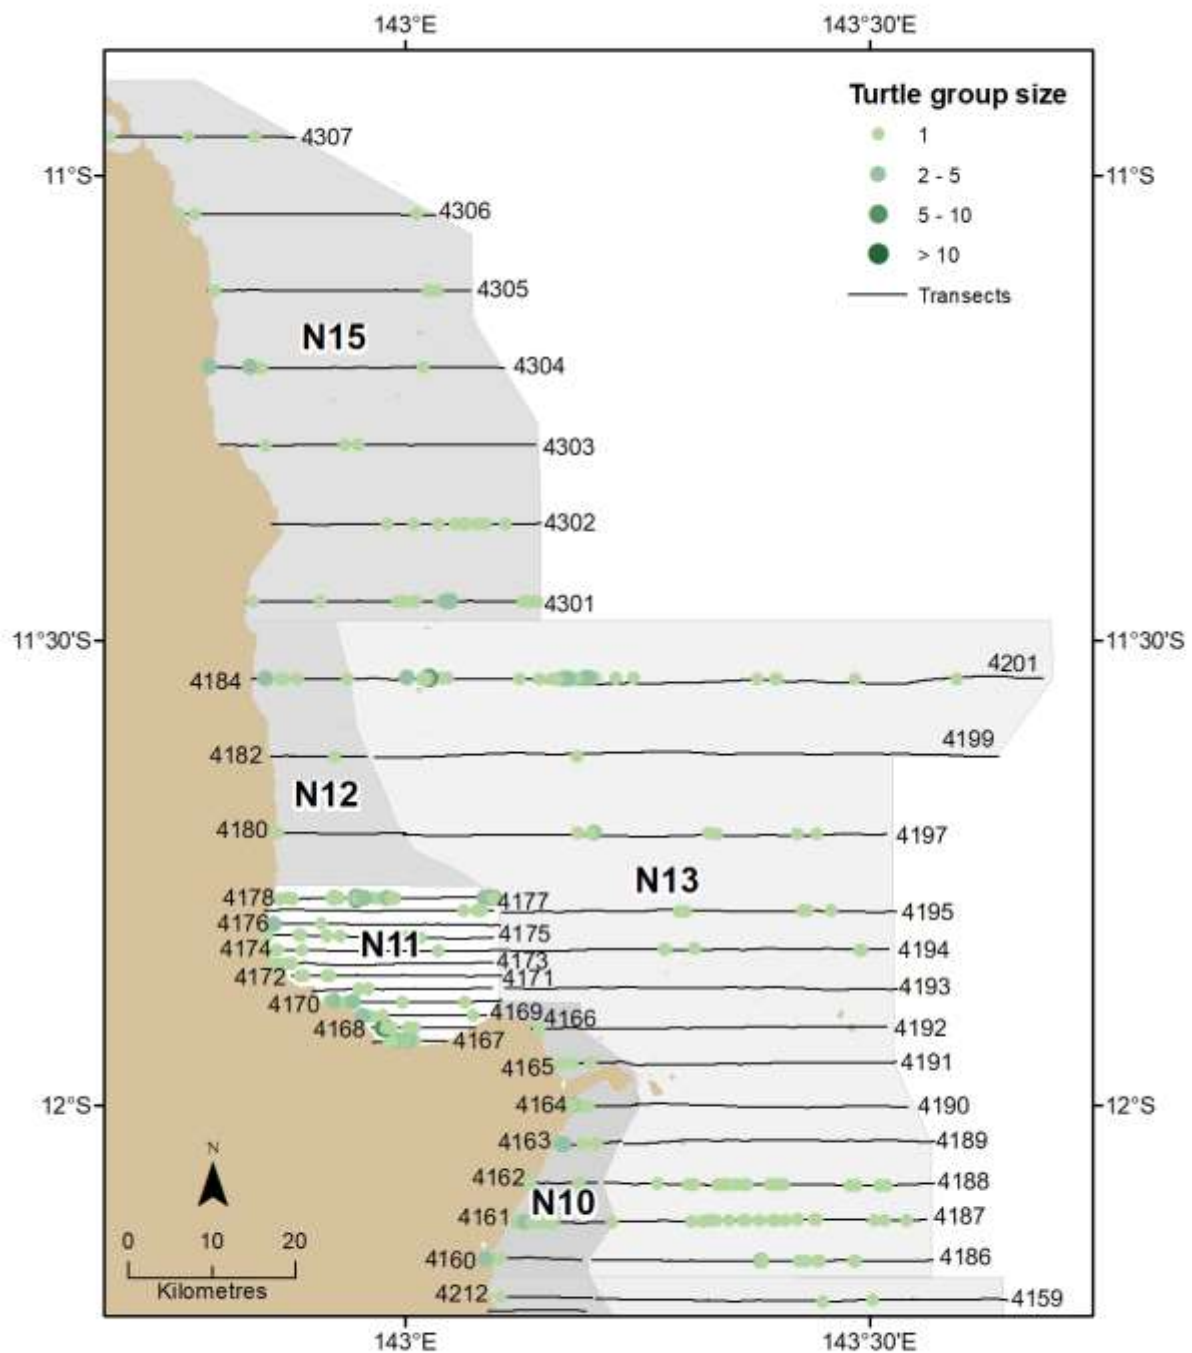 143°E 143°30'E
Turtle group size
1
2 - 5
5 - 10
> 10
Transects
4307
11°S 11°S
4306
4305
N15
4304
4303
4302
4301
11°30'S 11°30'S
4201
4184
4199
4182
N12
4180 4197
N13
4178 4177
4195
4176
4175
N11
4174 4194
4173
4172 4171
4193
4170
4169 4166
4168 4192
4167
4165 4191
12°S 4164 4190 12°S
4163 4189
N
4162 4188
N10
4161 4187
0 10 20
4160 4186
Kilometres
4212 4159
143°E 143°30'E